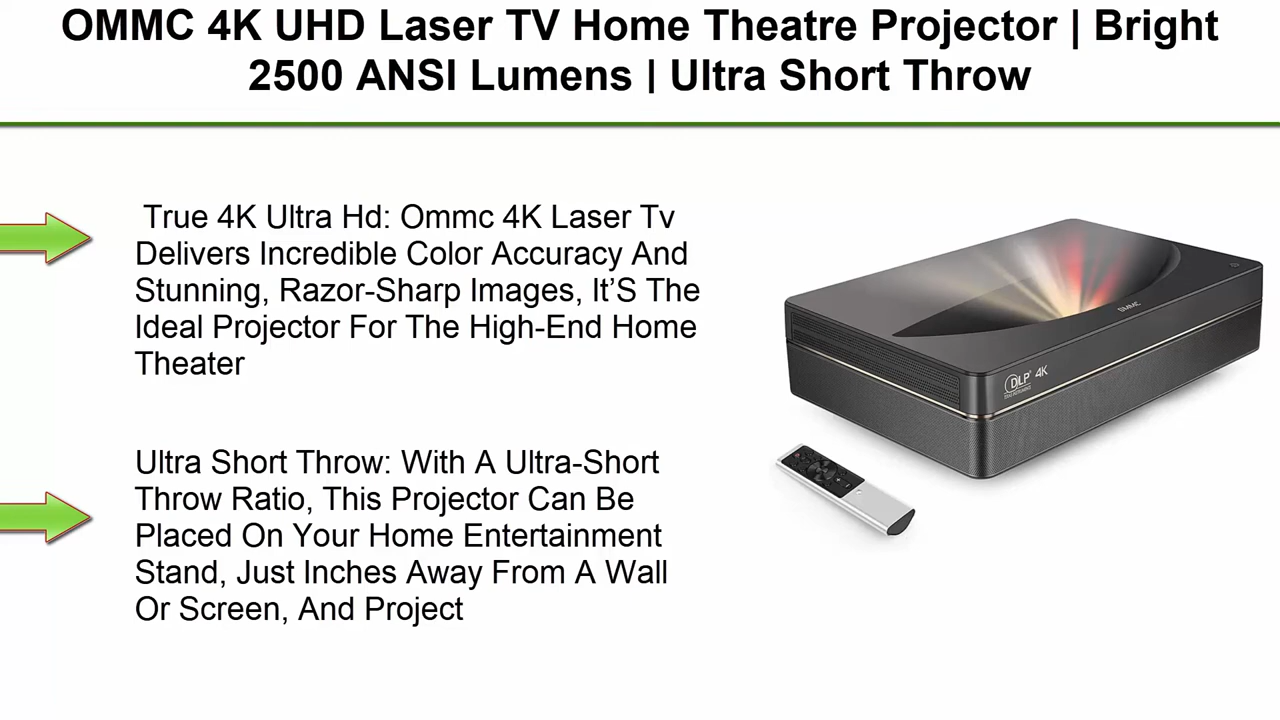 OMMC 4K UHD Laser TV Home Theatre Projector | Bright
2500 ANSI Lumens | Ultra Short Throw
True 4K Ultra Hd: Ommc 4K Laser Tv
Delivers Incredible Color Accuracy And
Stunning, Razor-Sharp Images, It’S The
Ideal Projector For The High-End Home
Theater
Ultra Short Throw: With A Ultra-Short
Throw Ratio, This Projector Can Be
Placed On Your Home Entertainment
Stand, Just Inches Away From A Wall
Or Screen, And Project
DLP 4K